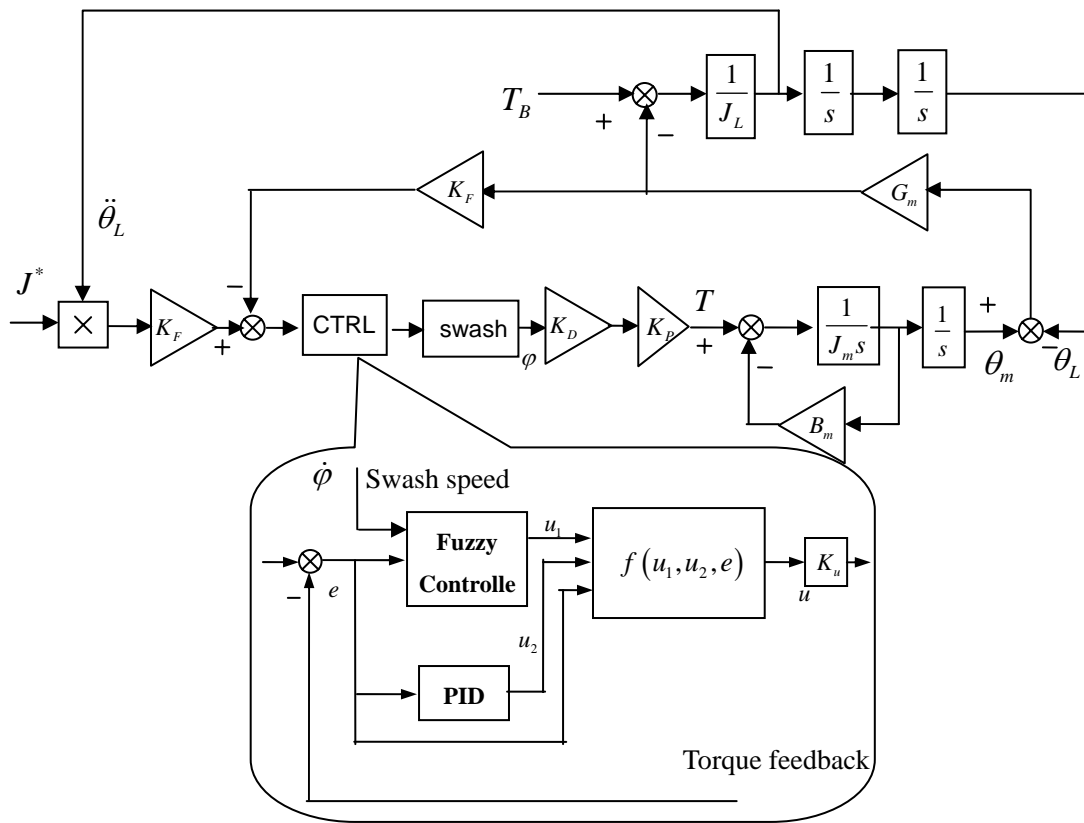 T_B
+
−
1/J_L
1/s
1/s
K_F
G_m
θ̈_L
J*
×
K_F
−
+
CTRL
swash
φ
K_D
K_P
T
+
−
1/(J_m s)
1/s
+
θ_m
−
θ_L
B_m
φ̇
Swash speed
Fuzzy
Controlle
u_1
f(u_1,u_2,e)
K_u
u
−
e
u_2
PID
Torque feedback